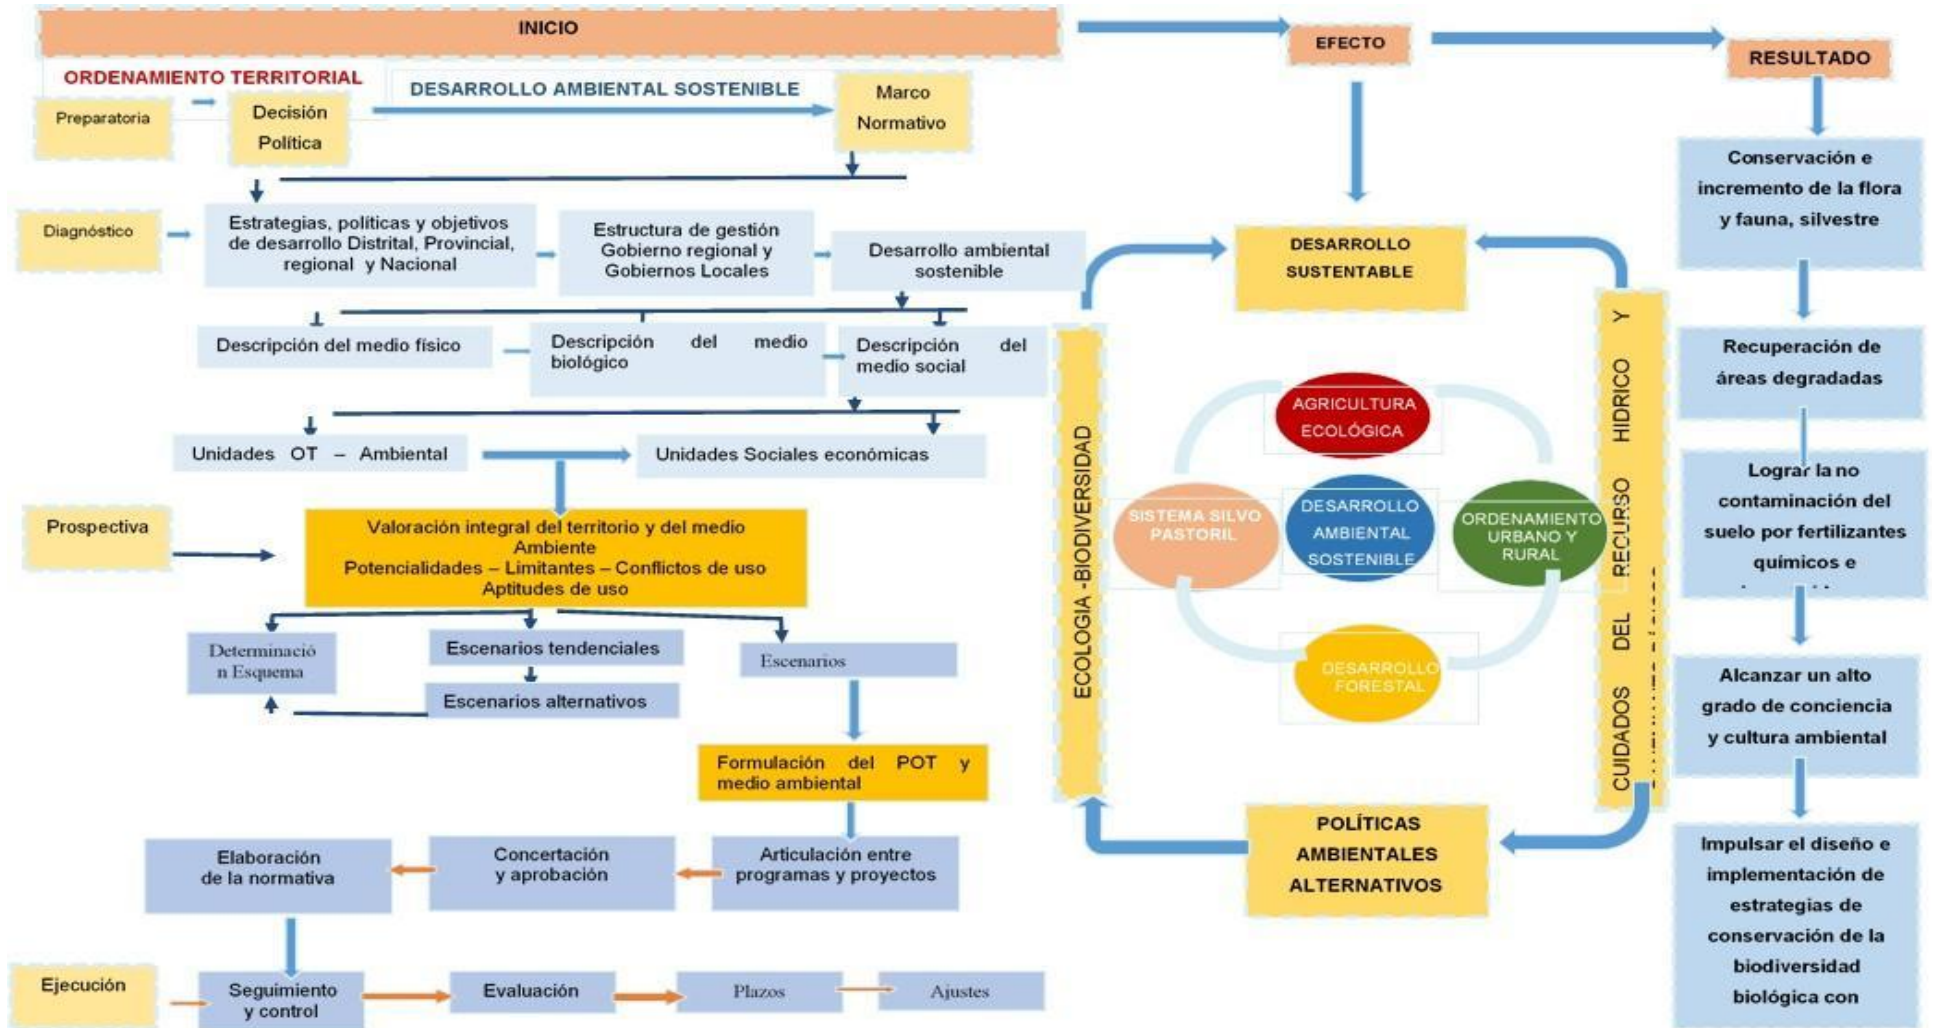 INICIO
EFECTO
RESULTADO
ORDENAMIENTO TERRITORIAL
DESARROLLO AMBIENTAL SOSTENIBLE
Preparatoria
Decisión
Política
Marco
Normativo
Diagnóstico
Estrategias, políticas y objetivos
de desarrollo Distrital, Provincial,
regional y Nacional
Estructura de gestión
Gobierno regional y
Gobiernos Locales
Desarrollo ambiental
sostenible
Descripción del medio físico
Descripción del medio
biológico
Descripción del
medio social
Unidades OT – Ambiental
Unidades Sociales económicas
Prospectiva
Valoración integral del territorio y del medio
Ambiente
Potencialidades – Limitantes – Conflictos de uso
Aptitudes de uso
Determinació
n Esquema
Escenarios tendenciales
Escenarios alternativos
Escenarios
Formulación del POT y
medio ambiental
Elaboración
de la normativa
Concertación
y aprobación
Articulación entre
programas y proyectos
Ejecución
Seguimiento
y control
Evaluación
Plazos
Ajustes
DESARROLLO
SUSTENTABLE
ECOLOGIA -BIODIVERSIDAD
AGRICULTURA
ECOLÓGICA
SISTEMA SILVO
PASTORIL
DESARROLLO
AMBIENTAL
SOSTENIBLE
ORDENAMIENTO
URBANO Y
RURAL
DESARROLLO
FORESTAL
CUIDADOS DEL RECURSO HIDRICO Y
POLÍTICAS
AMBIENTALES
ALTERNATIVOS
Conservación e
incremento de la flora
y fauna, silvestre
Recuperación de
áreas degradadas
Lograr la no
contaminación del
suelo por fertilizantes
químicos e
Alcanzar un alto
grado de conciencia
y cultura ambiental
Impulsar el diseño e
implementación de
estrategias de
conservación de la
biodiversidad
biológica con